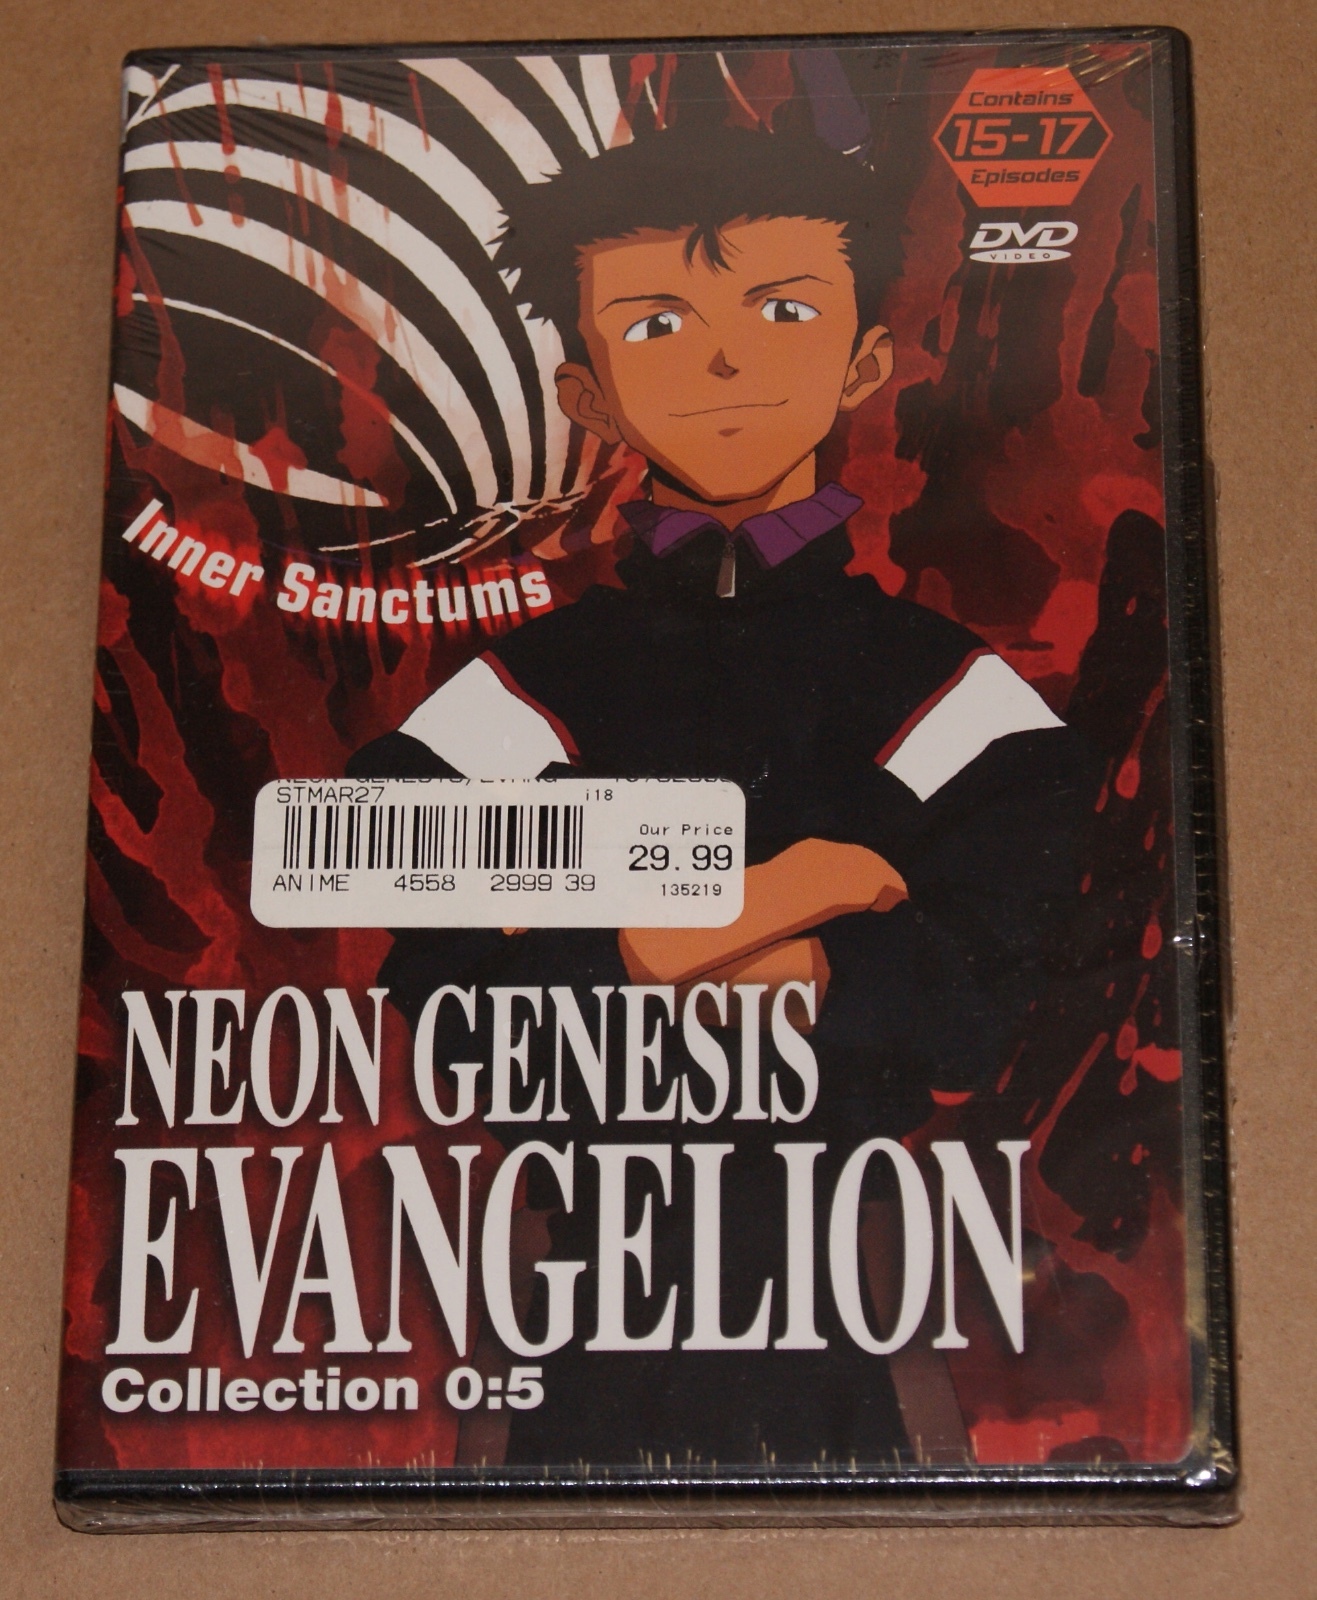 Contains
15-17
Episodes
DVD
VIDEO
Inner Sanctums
STMAR27 i18
Our Price
29.99
ANIME 4558 2999 39
135219
NEON GENESIS
EVANGELION
Collection 0:5